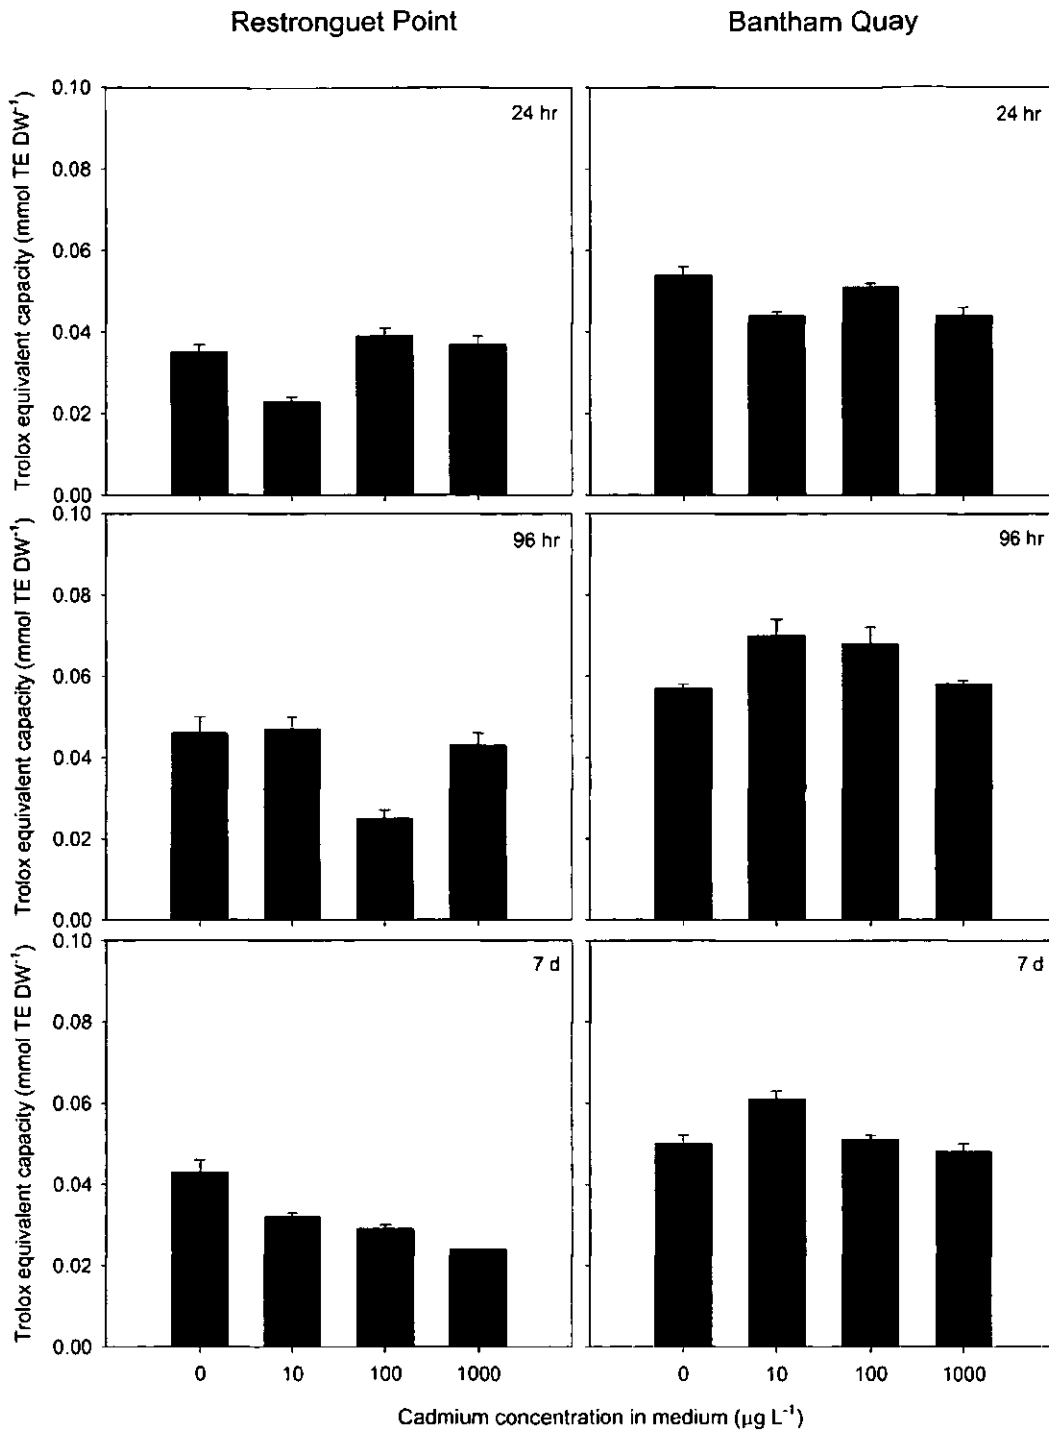 Restronguet Point
Bantham Quay
Trolox equivalent capacity (mmol TE DW⁻¹)
0.10
0.08
0.06
0.04
0.02
0.00
24 hr
24 hr
Trolox equivalent capacity (mmol TE DW⁻¹)
0.10
0.08
0.06
0.04
0.02
0.00
96 hr
96 hr
Trolox equivalent capacity (mmol TE DW⁻¹)
0.10
0.08
0.06
0.04
0.02
0.00
7 d
7 d
0 10 100 1000
0 10 100 1000
Cadmium concentration in medium (µg L⁻¹)